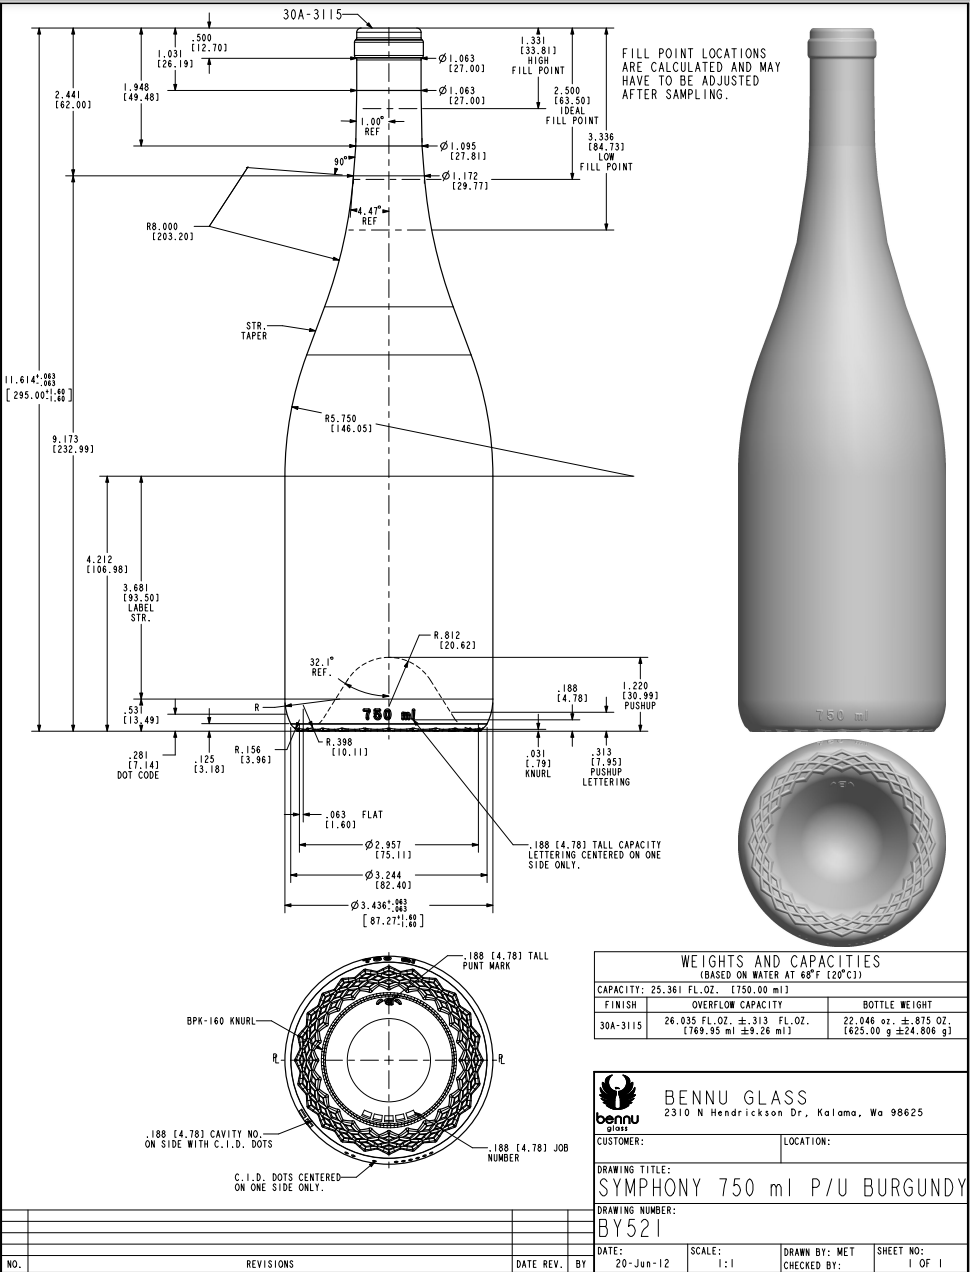 30A-3115
.500
[12.70]
1.031
[26.19]
1.948
[49.48]
2.441
[62.00]
Ø1.063
[27.00]
Ø1.063
[27.00]
1.331
[33.81]
HIGH
FILL POINT
2.500
[63.50]
IDEAL
FILL POINT
3.336
[84.73]
LOW
FILL POINT
FILL POINT LOCATIONS
ARE CALCULATED AND MAY
HAVE TO BE ADJUSTED
AFTER SAMPLING.
1.00°
REF
90°
Ø1.095
[27.81]
Ø1.172
[29.77]
4.47°
REF
R8.000
[203.20]
STR.
TAPER
11.614+.063 -.063
[295.00+1.60 -1.60]
R5.750
[146.05]
9.173
[232.99]
4.212
[106.98]
3.681
[93.50]
LABEL
STR.
R.812
[20.62]
32.1°
REF.
.188
[4.78]
1.220
[30.99]
PUSHUP
R
.531
[13.49]
750 ml
750 ml
.281
[7.14]
DOT CODE
.125
[3.18]
R.156
[3.96]
R.398
[10.11]
.031
[.79]
KNURL
.313
[7.95]
PUSHUP
LETTERING
.063 FLAT
[1.60]
Ø2.957
[75.11]
.188 [4.78] TALL CAPACITY
LETTERING CENTERED ON ONE
SIDE ONLY.
Ø3.244
[82.40]
Ø3.436+.063 -.063
[87.27+1.60 -1.60]
.188 [4.78] TALL
PUNT MARK
750 ml
BPK-160 KNURL
PL
PL
.188 [4.78] CAVITY NO.
ON SIDE WITH C.I.D. DOTS
.188 [4.78] JOB
NUMBER
C.I.D. DOTS CENTERED
ON ONE SIDE ONLY.
WEIGHTS AND CAPACITIES
(BASED ON WATER AT 68°F [20°C])
CAPACITY: 25.361 FL.OZ. [750.00 ml]
FINISH OVERFLOW CAPACITY BOTTLE WEIGHT
30A-3115 26.035 FL.OZ. ±.313 FL.OZ. 22.046 oz. ±.875 OZ.
[769.95 ml ±9.26 ml] [625.00 g ±24.806 g]
bennu
glass
BENNU GLASS
2310 N Hendrickson Dr, Kalama, Wa 98625
CUSTOMER: LOCATION:
DRAWING TITLE:
SYMPHONY 750 ml P/U BURGUNDY
DRAWING NUMBER:
BY521
DATE: SCALE: DRAWN BY: MET SHEET NO:
20-Jun-12 1:1 CHECKED BY: 1 OF 1
NO. REVISIONS DATE REV. BY